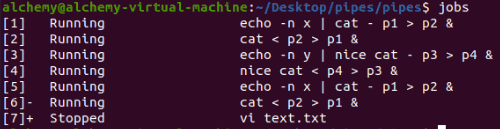 alchemy@alchemy-virtual-machine:~/Desktop/pipes/pipes$ jobs
[1]   Running                 echo -n x | cat - p1 > p2 &
[2]   Running                 cat < p2 > p1 &
[3]   Running                 echo -n y | nice cat - p3 > p4 &
[4]   Running                 nice cat < p4 > p3 &
[5]   Running                 echo -n x | cat - p1 > p2 &
[6]-  Running                 cat < p2 > p1 &
[7]+  Stopped                 vi text.txt